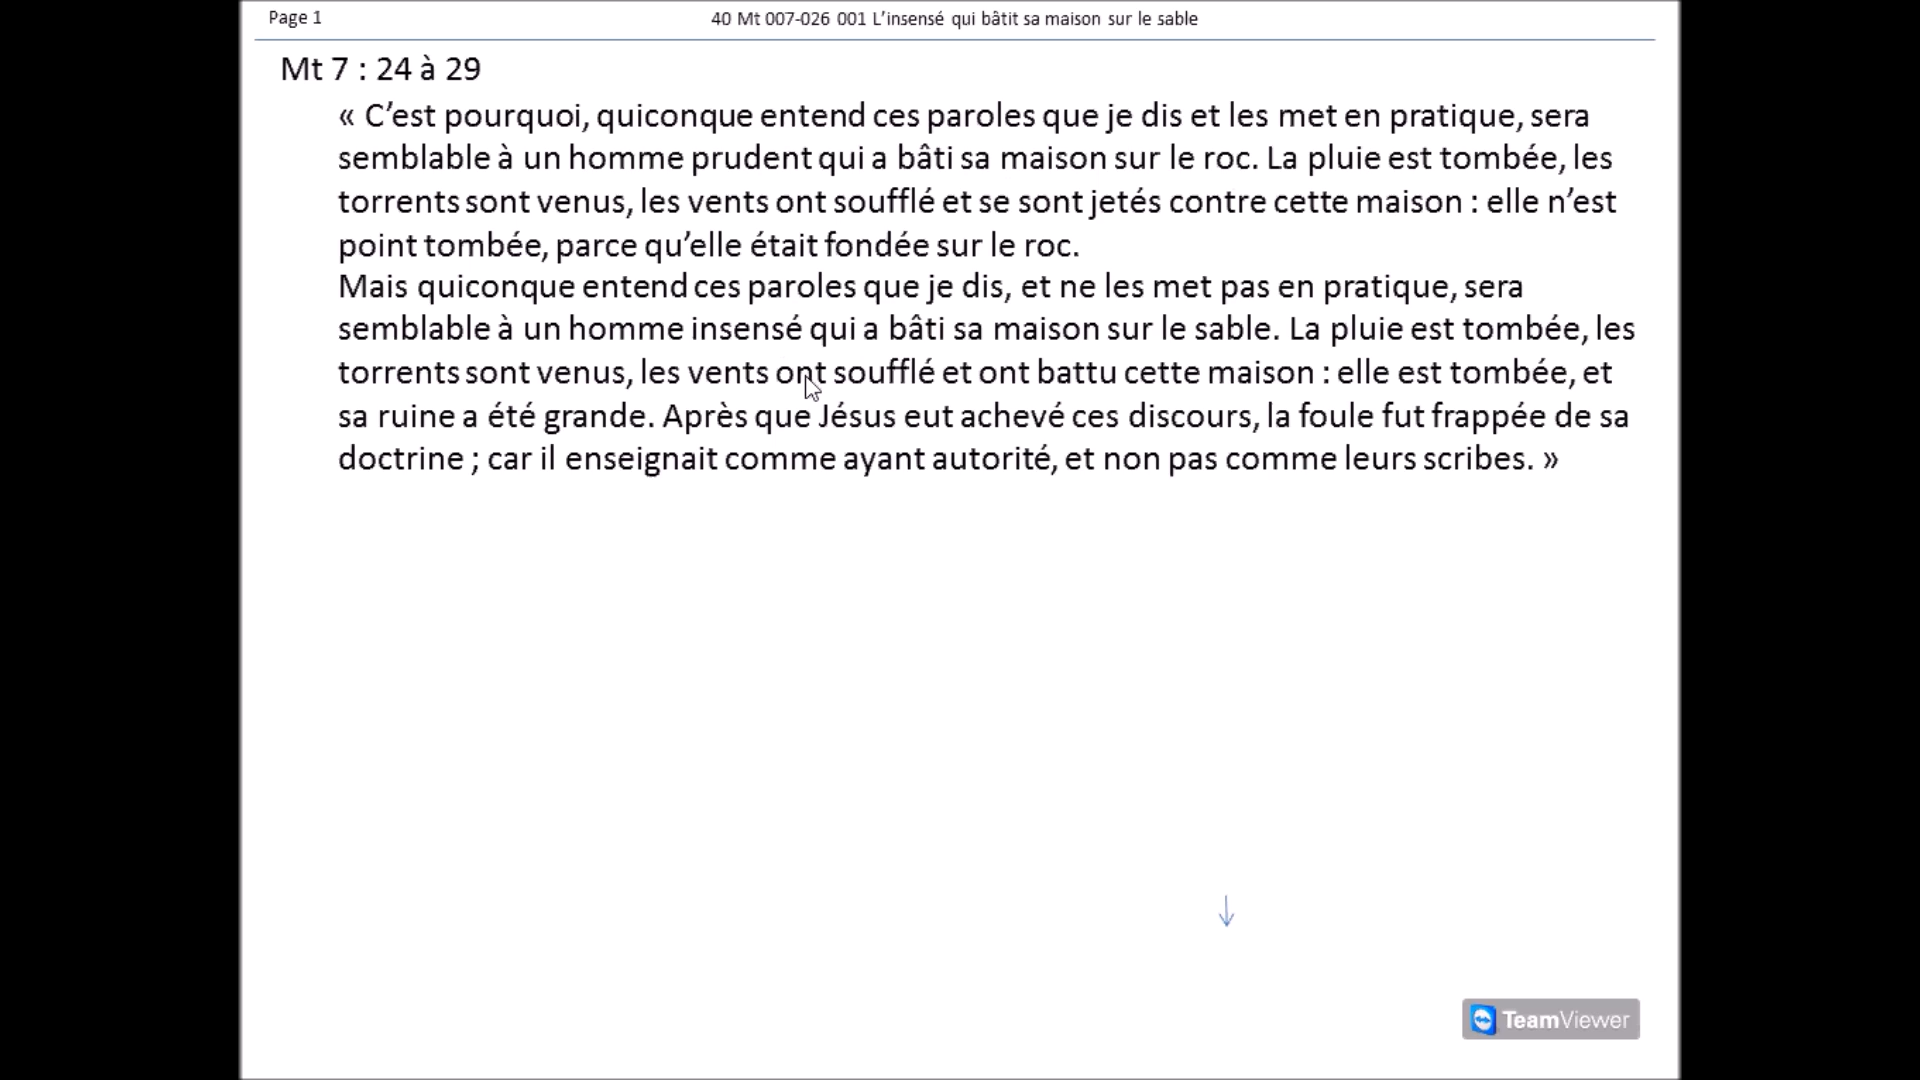 Page 1
40 Mt 007-026 001 L’insensé qui bâtit sa maison sur le sable
Mt 7 : 24 à 29
« C’est pourquoi, quiconque entend ces paroles que je dis et les met en pratique, sera
semblable à un homme prudent qui a bâti sa maison sur le roc. La pluie est tombée, les
torrents sont venus, les vents ont soufflé et se sont jetés contre cette maison : elle n’est
point tombée, parce qu’elle était fondée sur le roc.
Mais quiconque entend ces paroles que je dis, et ne les met pas en pratique, sera
semblable à un homme insensé qui a bâti sa maison sur le sable. La pluie est tombée, les
torrents sont venus, les vents ont soufflé et ont battu cette maison : elle est tombée, et
sa ruine a été grande. Après que Jésus eut achevé ces discours, la foule fut frappée de sa
doctrine ; car il enseignait comme ayant autorité, et non pas comme leurs scribes. »
TeamViewer